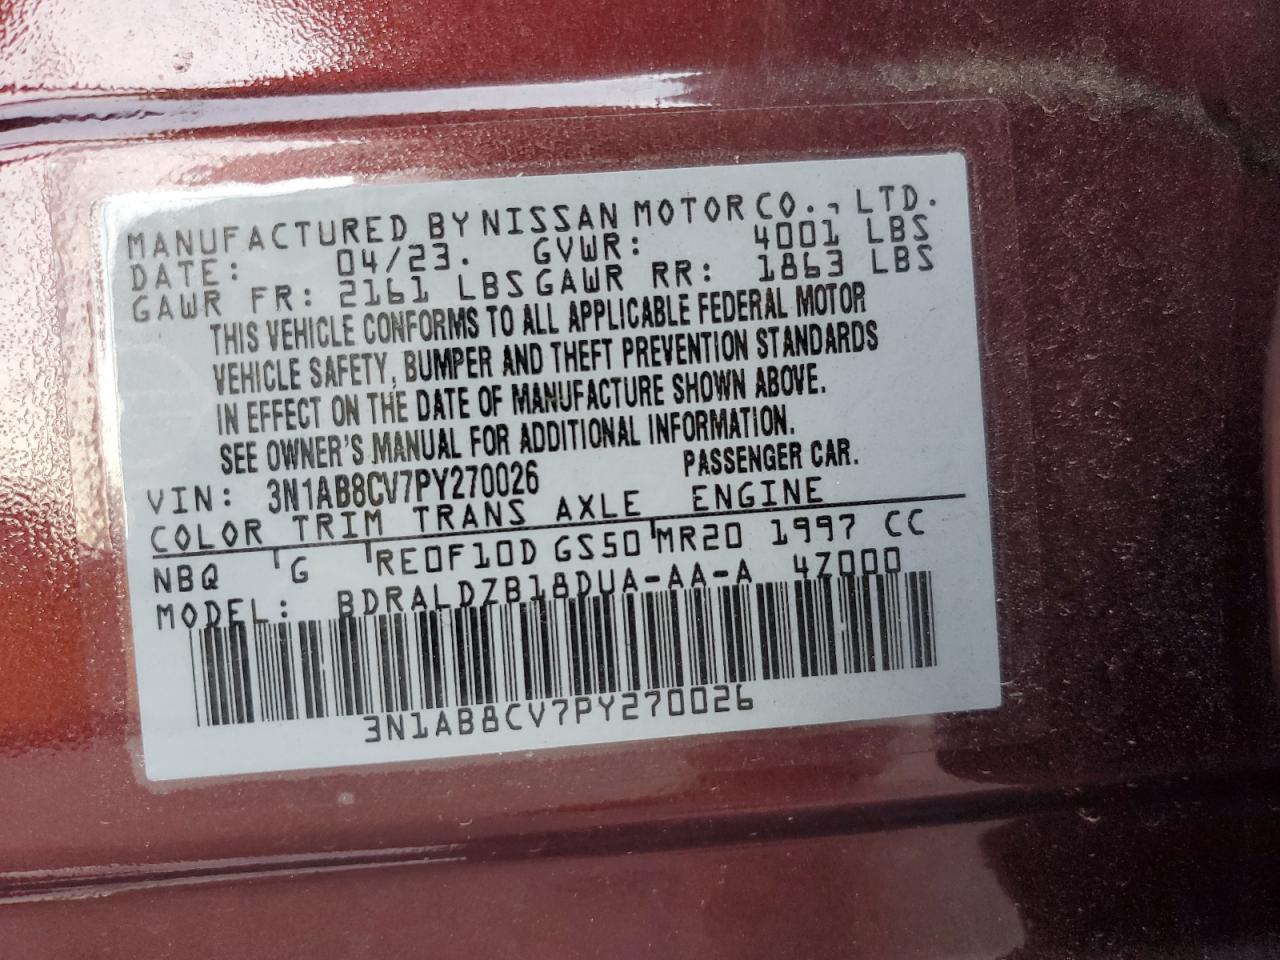 MANUFACTURED BY NISSAN MOTOR CO., LTD.
DATE: 04/23. GVWR: 4001 LBS
GAWR FR: 2161 LBS GAWR RR: 1863 LBS
THIS VEHICLE CONFORMS TO ALL APPLICABLE FEDERAL MOTOR
VEHICLE SAFETY, BUMPER AND THEFT PREVENTION STANDARDS
IN EFFECT ON THE DATE OF MANUFACTURE SHOWN ABOVE.
SEE OWNER'S MANUAL FOR ADDITIONAL INFORMATION.
VIN: 3N1AB8CV7PY270026 PASSENGER CAR.
COLOR TRIM TRANS AXLE ENGINE
NBQ G RE0F10D GS50 MR20 1997 CC
MODEL: BDRALDZB18DUA-AA-A 47000
3N1AB8CV7PY270026